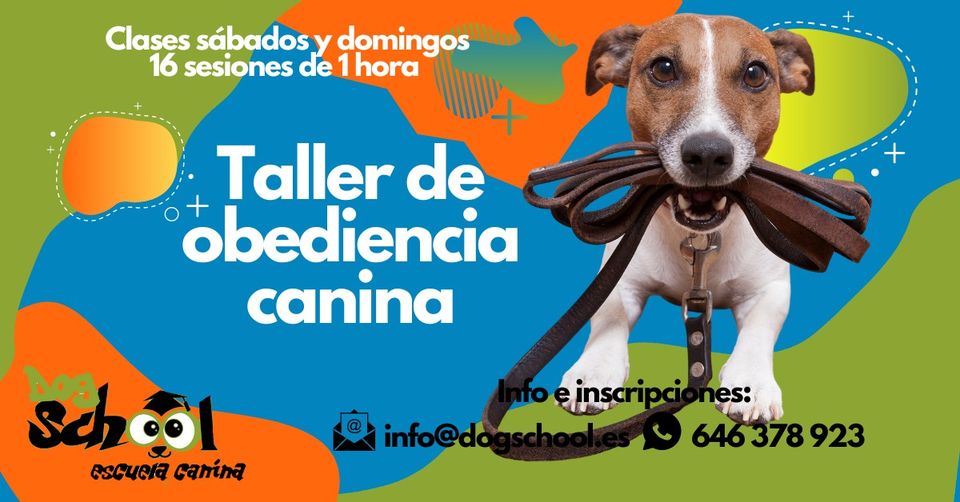 Clases sábados y domingos
16 sesiones de 1 hora
Taller de
obediencia
canina
Dog
School
escuela canina
Info e inscripciones:
info@dogschool.es 646 378 923